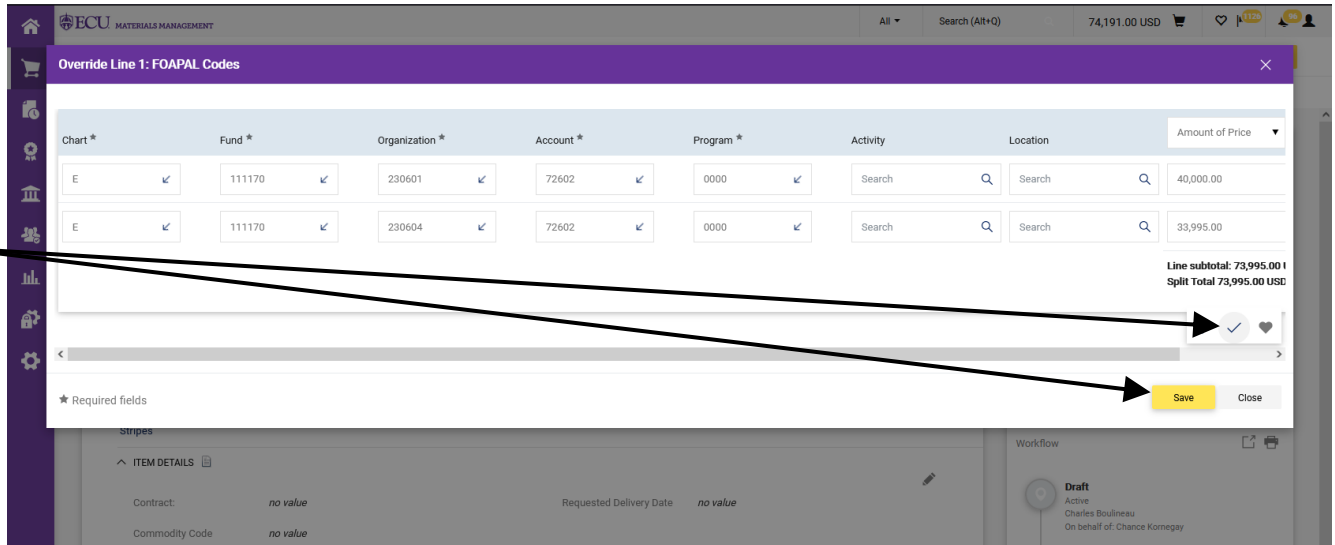 ECU MATERIALS MANAGEMENT All Search (Alt+Q) 74,191.00 USD
Override Line 1: FOAPAL Codes
Chart ★ Fund ★ Organization ★ Account ★ Program ★ Activity Location Amount of Price
E 111170 230601 72602 0000 Search Search 40,000.00
E 111170 230604 72602 0000 Search Search 33,995.00
Line subtotal: 73,995.00
Split Total 73,995.00 USD
★ Required fields Save Close
Stripes Workflow
ITEM DETAILS
Draft
Contract: no value Requested Delivery Date no value Active
Charles Boulineau
Commodity Code no value On behalf of: Chance Kornegay